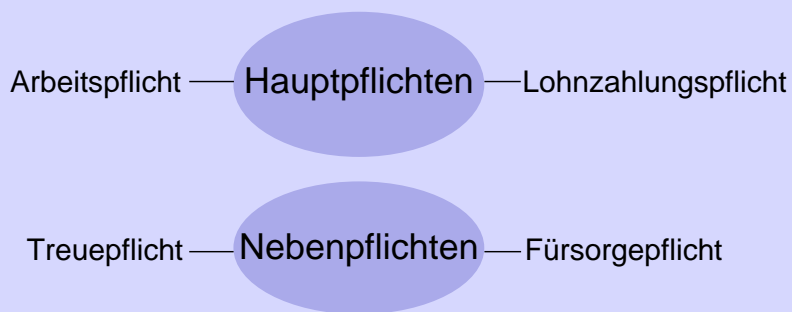 Arbeitspflicht Hauptpflichten Lohnzahlungspflicht
Treuepflicht Nebenpflichten Fürsorgepflicht